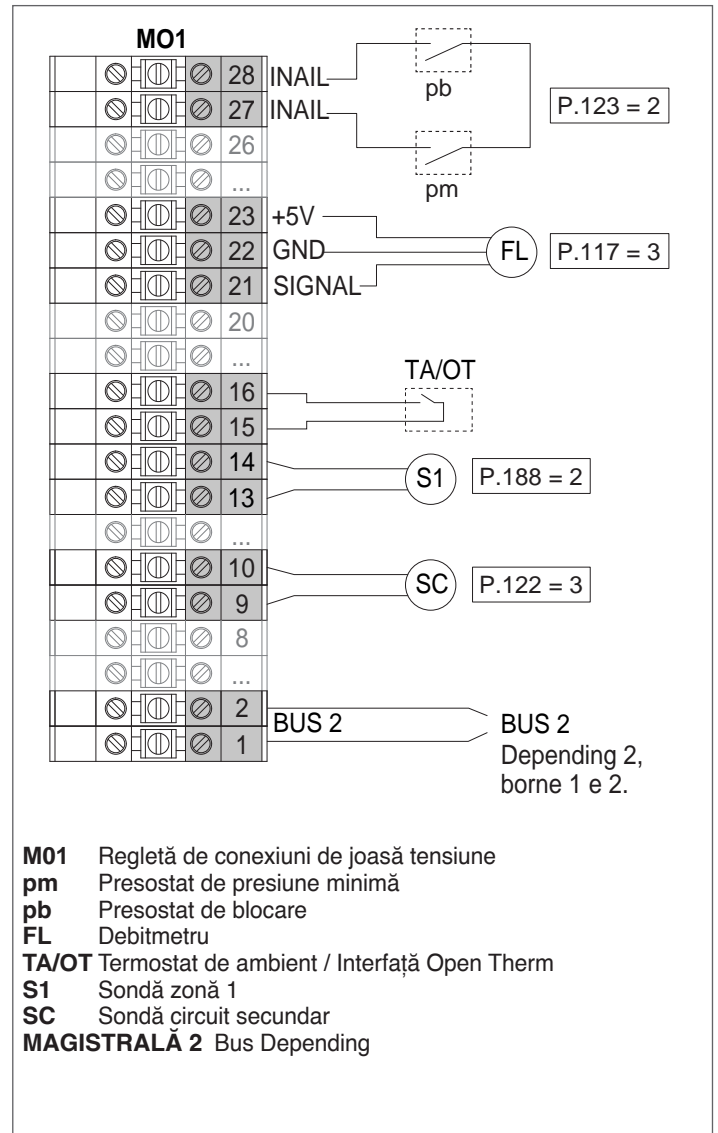 MO1
28 INAIL
pb
27 INAIL
P.123 = 2
26
pm
...
23 +5V
22 GND
FL P.117 = 3
21 SIGNAL
20
...
TA/OT
16
15
14
S1 P.188 = 2
13
...
10
SC P.122 = 3
9
8
...
2
BUS 2
1
BUS 2
Depending 2,
borne 1 e 2.
M01 Regletă de conexiuni de joasă tensiune
pm Presostat de presiune minimă
pb Presostat de blocare
FL Debitmetru
TA/OT Termostat de ambient / Interfață Open Therm
S1 Sondă zonă 1
SC Sondă circuit secundar
MAGISTRALĂ 2 Bus Depending